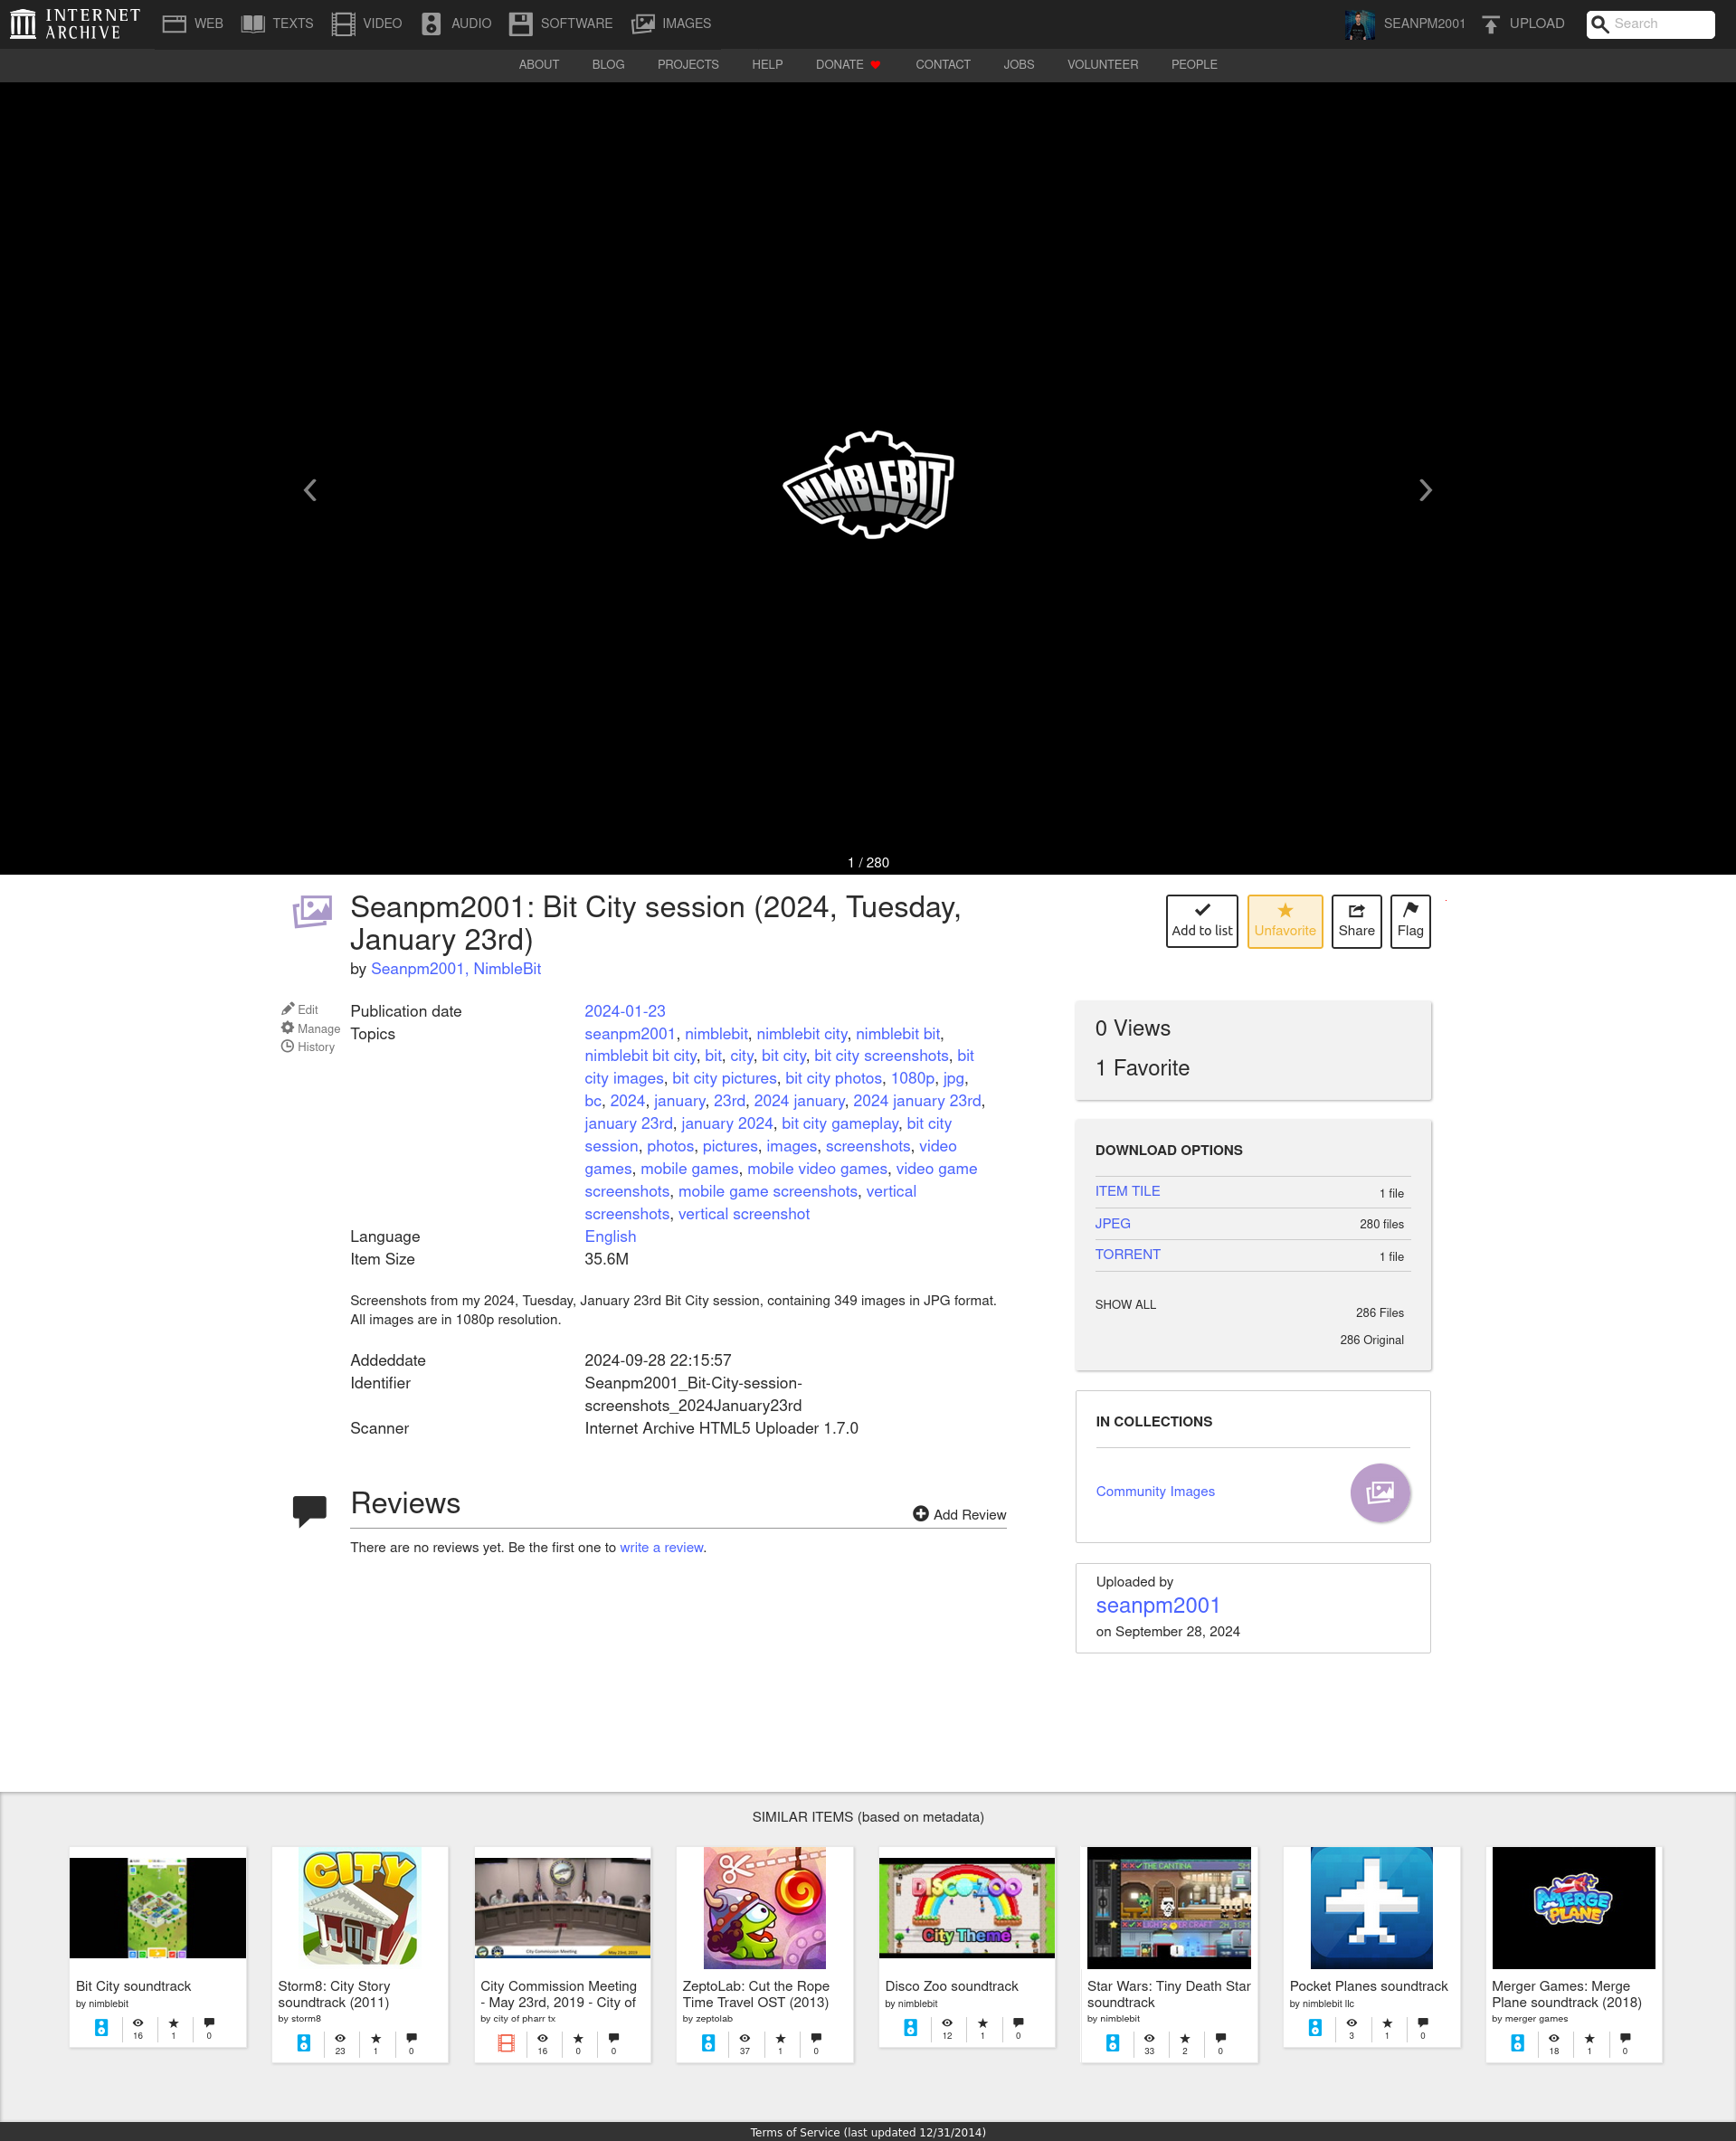 INTERNET ARCHIVE
WEB TEXTS VIDEO AUDIO SOFTWARE IMAGES
SEANPM2001 UPLOAD Search
ABOUT BLOG PROJECTS HELP DONATE CONTACT JOBS VOLUNTEER PEOPLE
NIMBLEBIT
1 / 280
Seanpm2001: Bit City session (2024, Tuesday,
January 23rd)
by Seanpm2001, NimbleBit
Add to list
Unfavorite
Share
Flag
Edit
Manage
History
Publication date 2024-01-23
Topics seanpm2001, nimblebit, nimblebit city, nimblebit bit,
nimblebit bit city, bit, city, bit city, bit city screenshots, bit
city images, bit city pictures, bit city photos, 1080p, jpg,
bc, 2024, january, 23rd, 2024 january, 2024 january 23rd,
january 23rd, january 2024, bit city gameplay, bit city
session, photos, pictures, images, screenshots, video
games, mobile games, mobile video games, video game
screenshots, mobile game screenshots, vertical
screenshots, vertical screenshot
Language English
Item Size 35.6M
Screenshots from my 2024, Tuesday, January 23rd Bit City session, containing 349 images in JPG format.
All images are in 1080p resolution.
Addeddate 2024-09-28 22:15:57
Identifier Seanpm2001_Bit-City-session-
screenshots_2024January23rd
Scanner Internet Archive HTML5 Uploader 1.7.0
Reviews
Add Review
There are no reviews yet. Be the first one to write a review.
0 Views
1 Favorite
DOWNLOAD OPTIONS
ITEM TILE 1 file
JPEG 280 files
TORRENT 1 file
SHOW ALL 286 Files
286 Original
IN COLLECTIONS
Community Images
Uploaded by
seanpm2001
on September 28, 2024
SIMILAR ITEMS (based on metadata)
Bit City soundtrack
by nimblebit
16 1 0
CITY
Storm8: City Story
soundtrack (2011)
by storm8
23 1 0
City Commission Meeting
May 23rd, 2019
City Commission Meeting
- May 23rd, 2019 - City of
by city of pharr tx
16 0 0
ZeptoLab: Cut the Rope
Time Travel OST (2013)
by zeptolab
37 1 0
DISCO ZOO
City Theme
Disco Zoo soundtrack
by nimblebit
12 1 0
THE CANTINA
Star Wars: Tiny Death Star
soundtrack
by nimblebit
33 2 0
Pocket Planes soundtrack
by nimblebit llc
3 1 0
MERGE
PLANE
Merger Games: Merge
Plane soundtrack (2018)
by merger games
18 1 0
Terms of Service (last updated 12/31/2014)